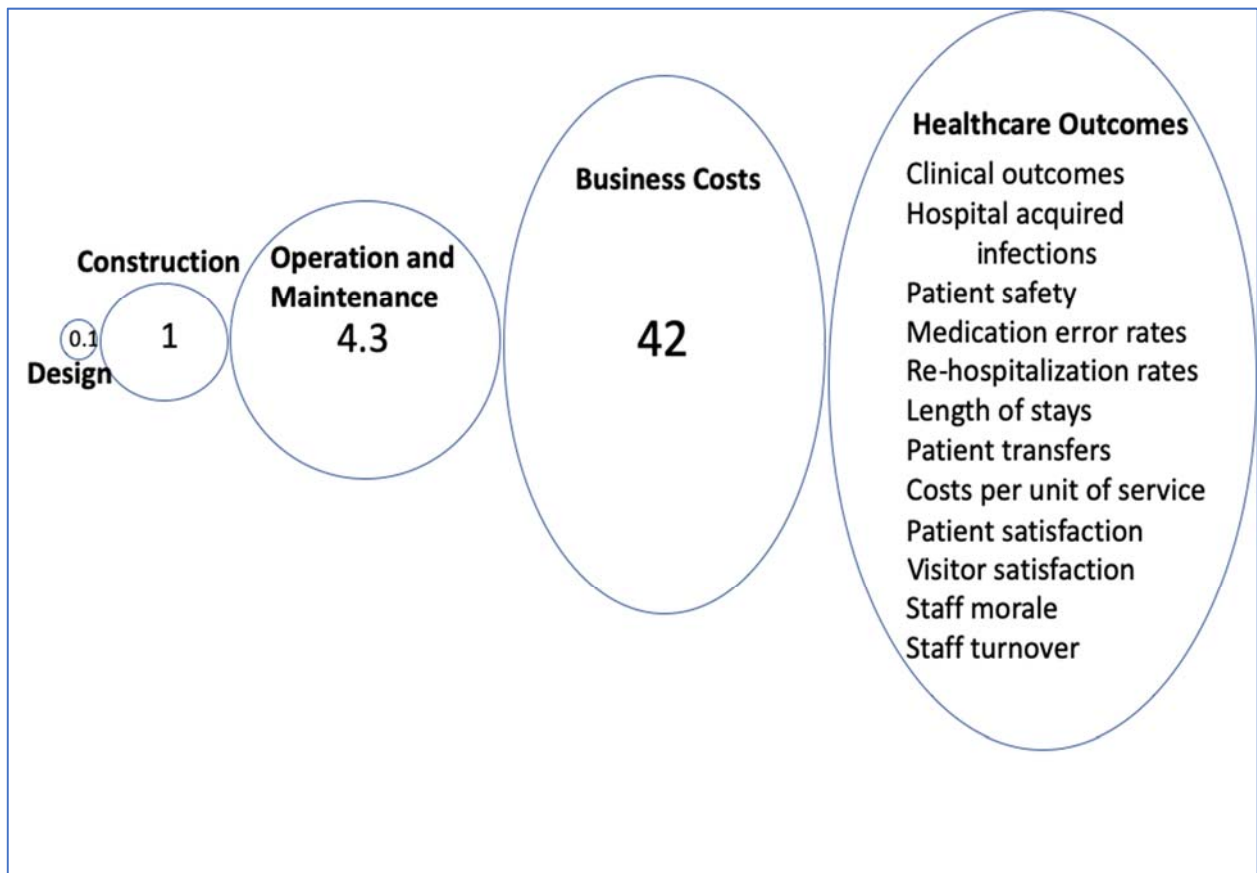 Design
0.1
Construction
1
Operation and
Maintenance
4.3
Business Costs
42
Healthcare Outcomes
Clinical outcomes
Hospital acquired
infections
Patient safety
Medication error rates
Re-hospitalization rates
Length of stays
Patient transfers
Costs per unit of service
Patient satisfaction
Visitor satisfaction
Staff morale
Staff turnover